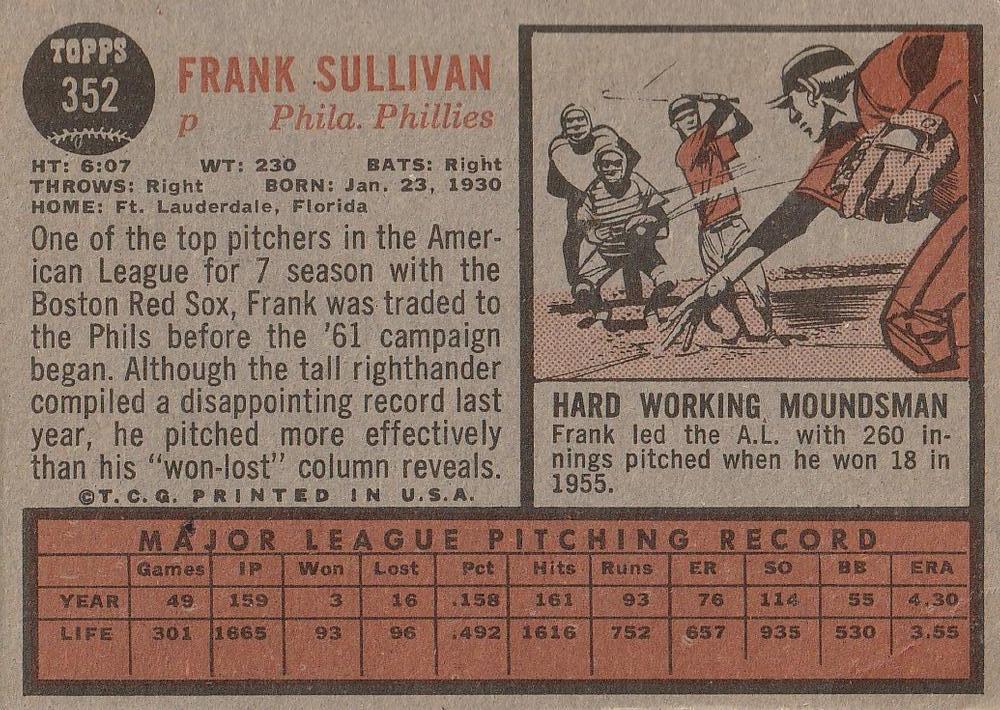 TOPPS
352
FRANK SULLIVAN
p Phila. Phillies
HT: 6:07 WT: 230 BATS: Right
THROWS: Right BORN: Jan. 23, 1930
HOME: Ft. Lauderdale, Florida
One of the top pitchers in the Amer-
ican League for 7 season with the
Boston Red Sox, Frank was traded to
the Phils before the '61 campaign
began. Although the tall righthander
compiled a disappointing record last
year, he pitched more effectively
than his "won-lost" column reveals.
©T.C.G. PRINTED IN U.S.A.
HARD WORKING MOUNDSMAN
Frank led the A.L. with 260 in-
nings pitched when he won 18 in
1955.
MAJOR LEAGUE PITCHING RECORD
Games IP Won Lost Pct Hits Runs ER SO BB ERA
YEAR 49 159 3 16 .158 161 93 76 114 55 4.30
LIFE 301 1665 93 96 .492 1616 752 657 935 530 3.55